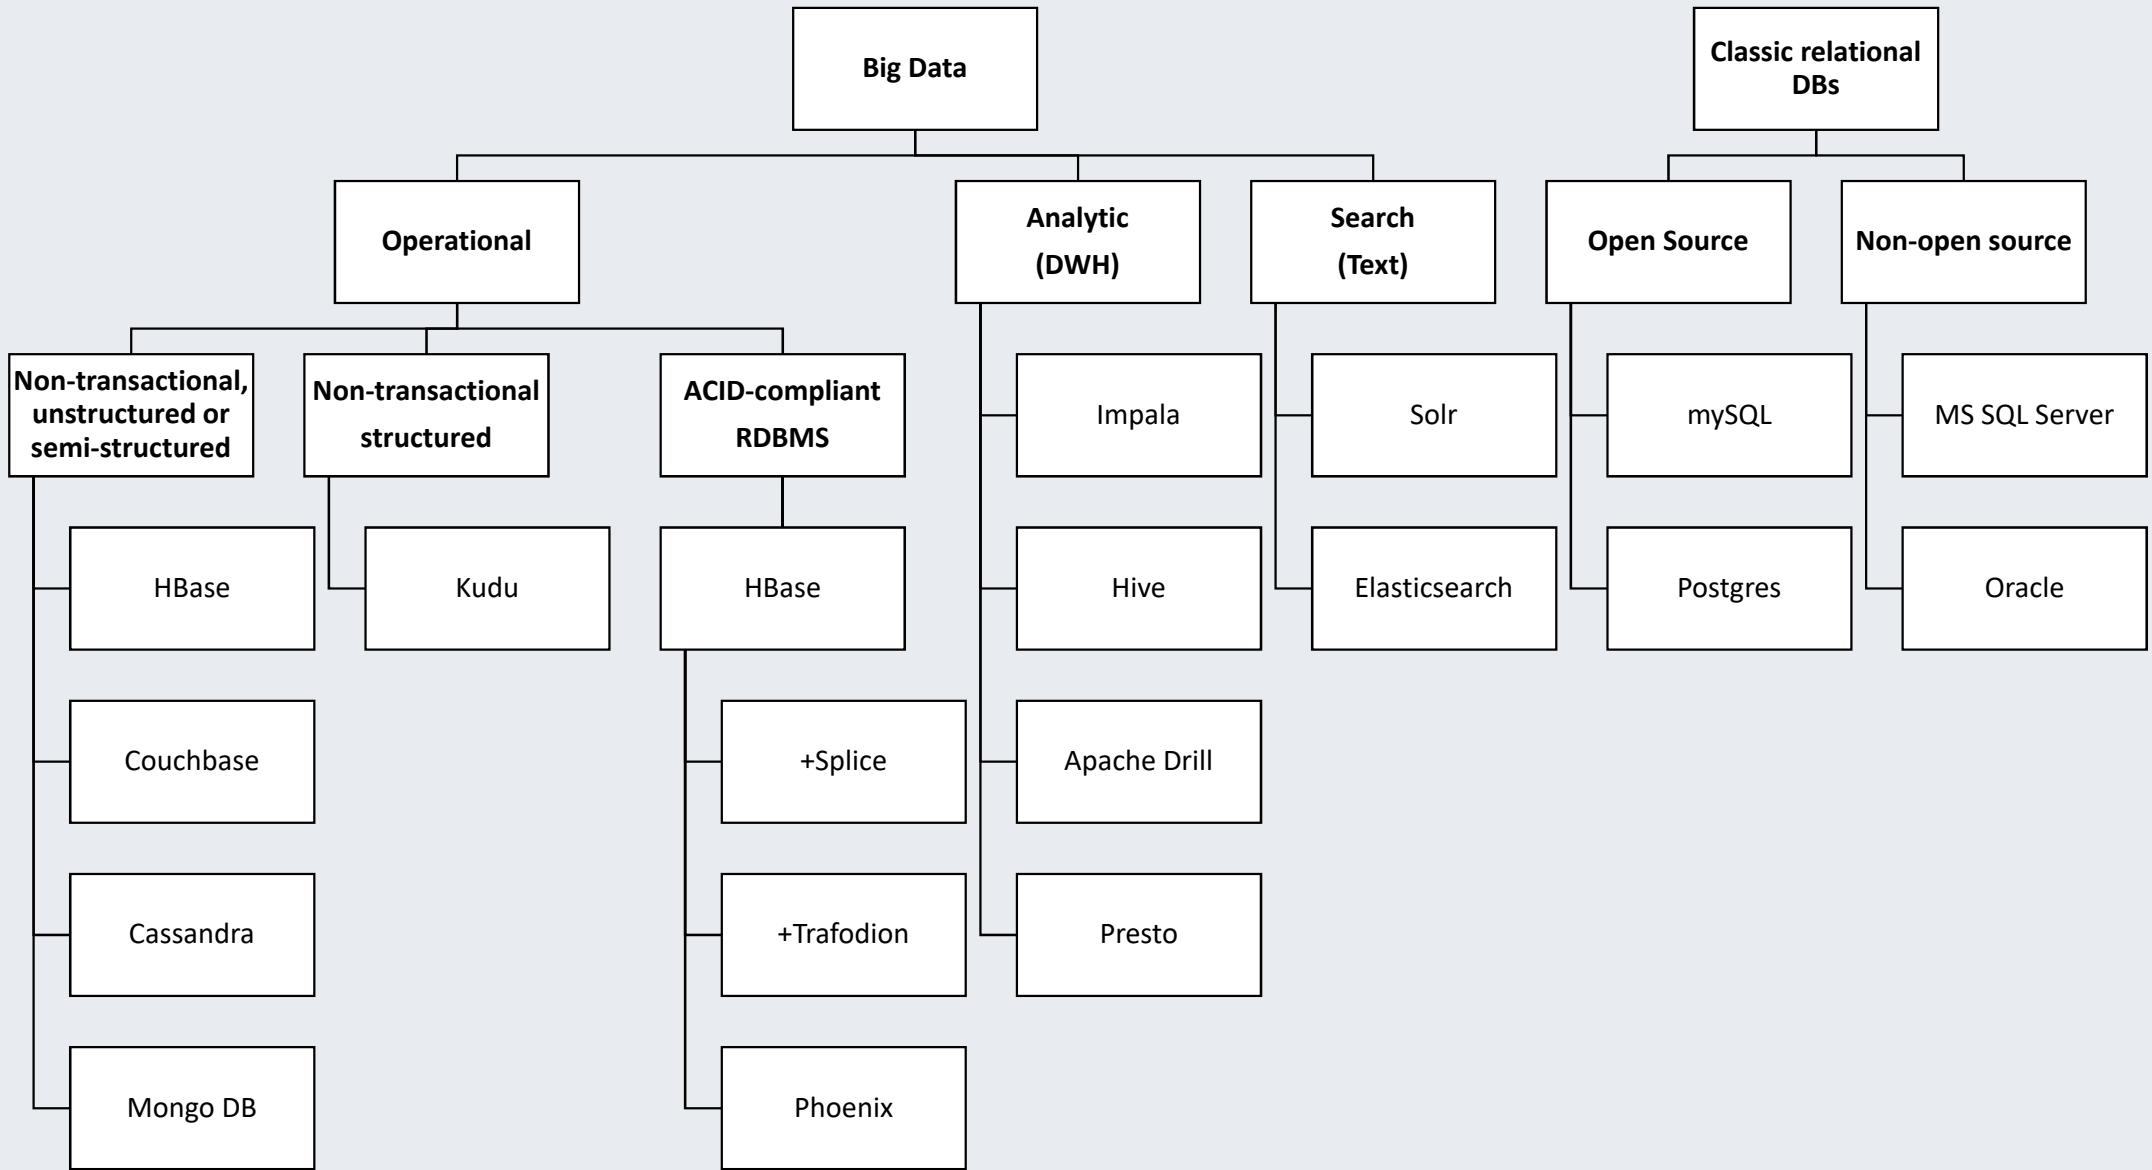 Big Data
Classic relational
DBs
Operational
Analytic
(DWH)
Search
(Text)
Open Source
Non-open source
Non-transactional,
unstructured or
semi-structured
Non-transactional
structured
ACID-compliant
RDBMS
Impala
Solr
mySQL
MS SQL Server
HBase
Kudu
HBase
Hive
Elasticsearch
Postgres
Oracle
Couchbase
+Splice
Apache Drill
Cassandra
+Trafodion
Presto
Mongo DB
Phoenix